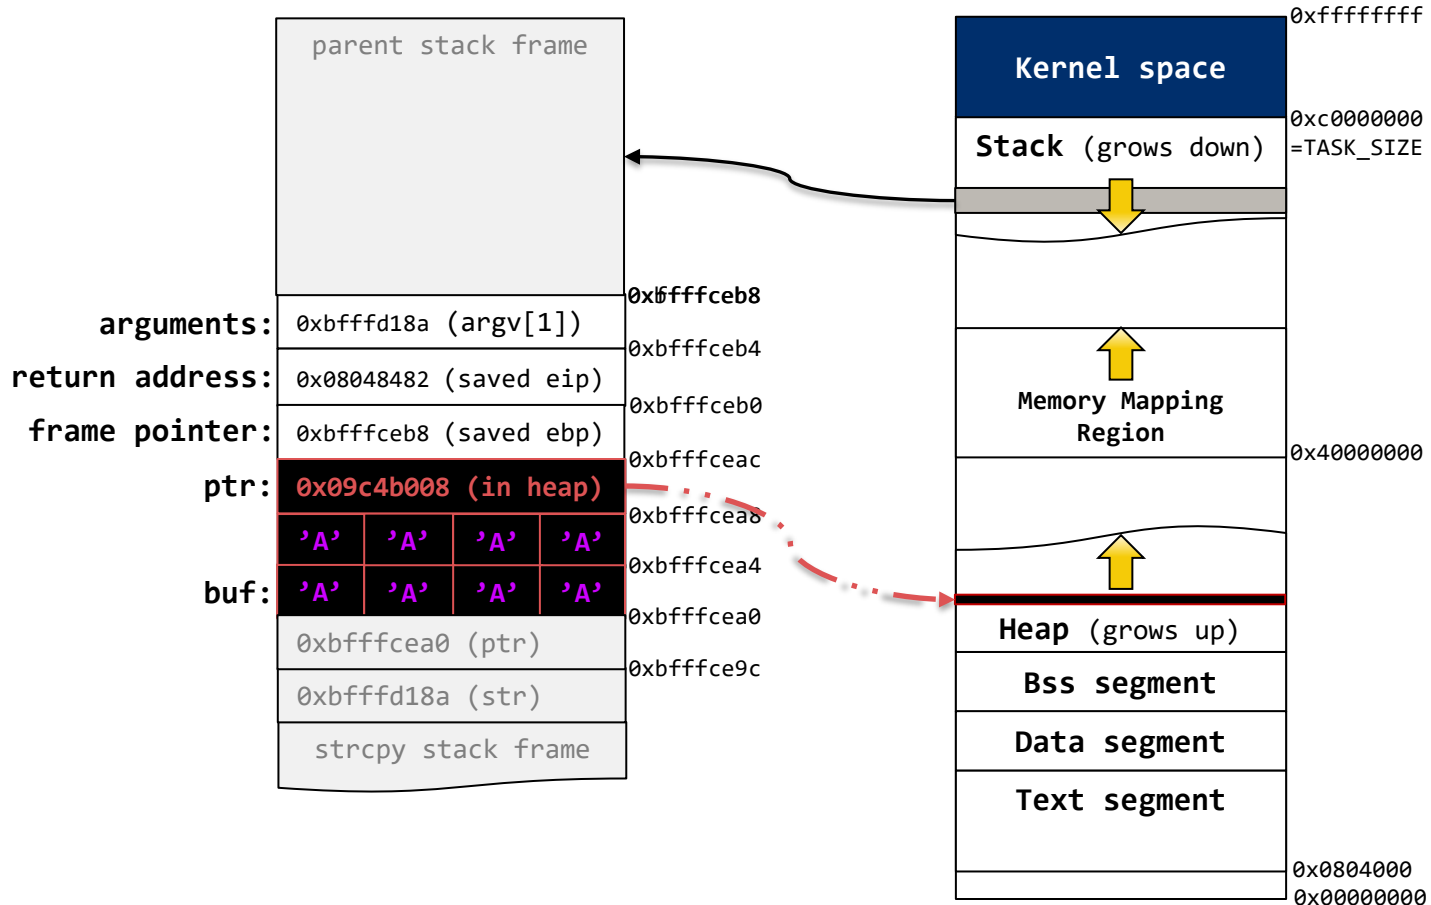 parent stack frame
0xbfffceb8
arguments: 0xbfffd18a (argv[1])
0xbfffceb4
return address: 0x08048482 (saved eip)
0xbfffceb0
frame pointer: 0xbfffceb8 (saved ebp)
0xbfffceac
ptr: 0x09c4b008 (in heap)
0xbfffcea8
’A’ ’A’ ’A’ ’A’
0xbfffcea4
buf: ’A’ ’A’ ’A’ ’A’
0xbfffcea0
0xbfffcea0 (ptr)
0xbfffce9c
0xbfffd18a (str)
strcpy stack frame
0xffffffff
Kernel space
0xc0000000
=TASK_SIZE
Stack (grows down)
Memory Mapping
Region
0x40000000
Heap (grows up)
Bss segment
Data segment
Text segment
0x0804000
0x00000000